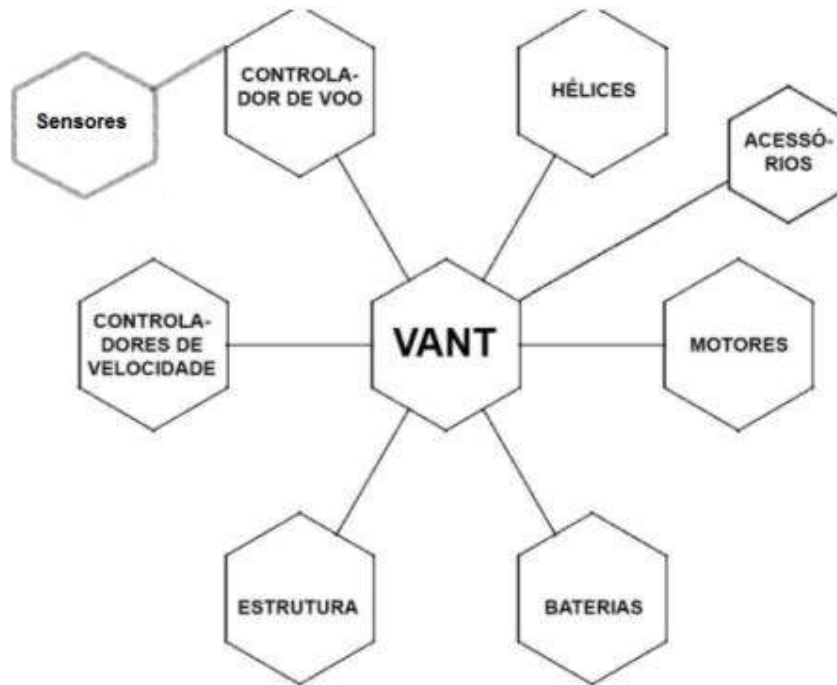 Sensores
CONTROLA-
DOR DE VOO
HÉLICES
ACESSÓ-
RIOS
CONTROLA-
DORES DE
VELOCIDADE
VANT
MOTORES
ESTRUTURA
BATERIAS